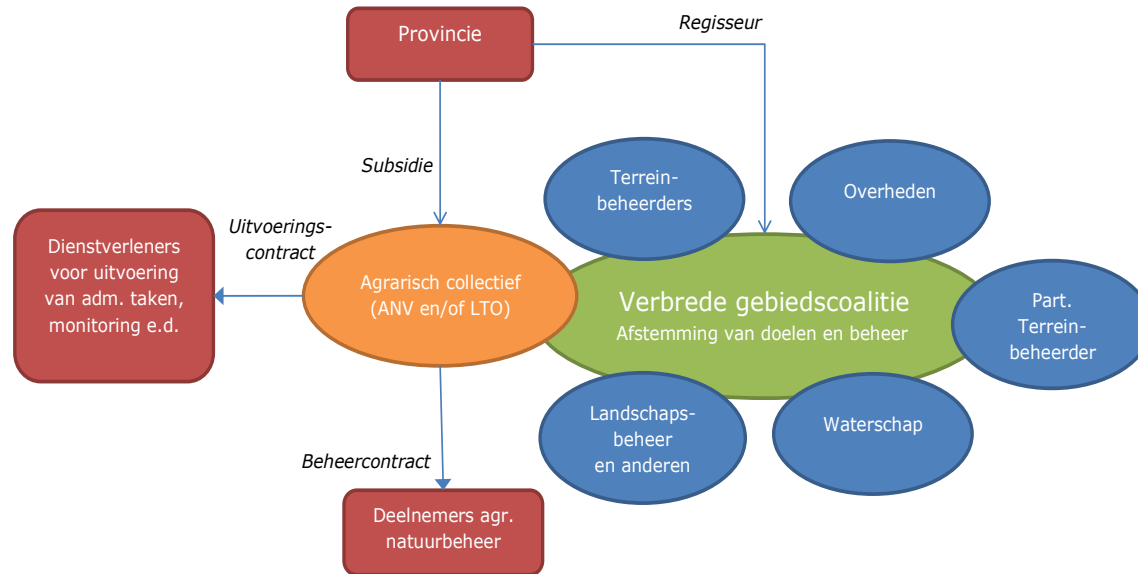 Regisseur
Provincie
Subsidie
Terrein-
beheerders
Overheden
Uitvoerings-
contract
Dienstverleners
voor uitvoering
van adm. taken,
monitoring e.d.
Agrarisch collectief
(ANV en/of LTO)
Verbrede gebiedscoalitie
Afstemming van doelen en beheer
Part.
Terrein-
beheerder
Landschaps-
beheer
en anderen
Waterschap
Beheercontract
Deelnemers agr.
natuurbeheer